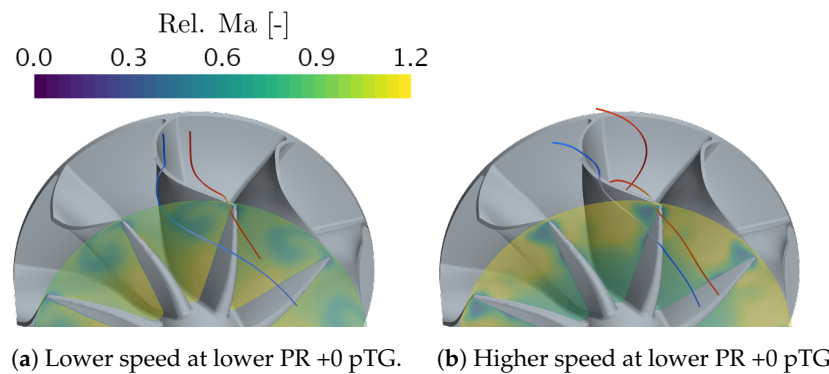 Rel. Ma [-]
0.0 0.3 0.6 0.9 1.2
(a) Lower speed at lower PR +0 pTG. (b) Higher speed at lower PR +0 pTG